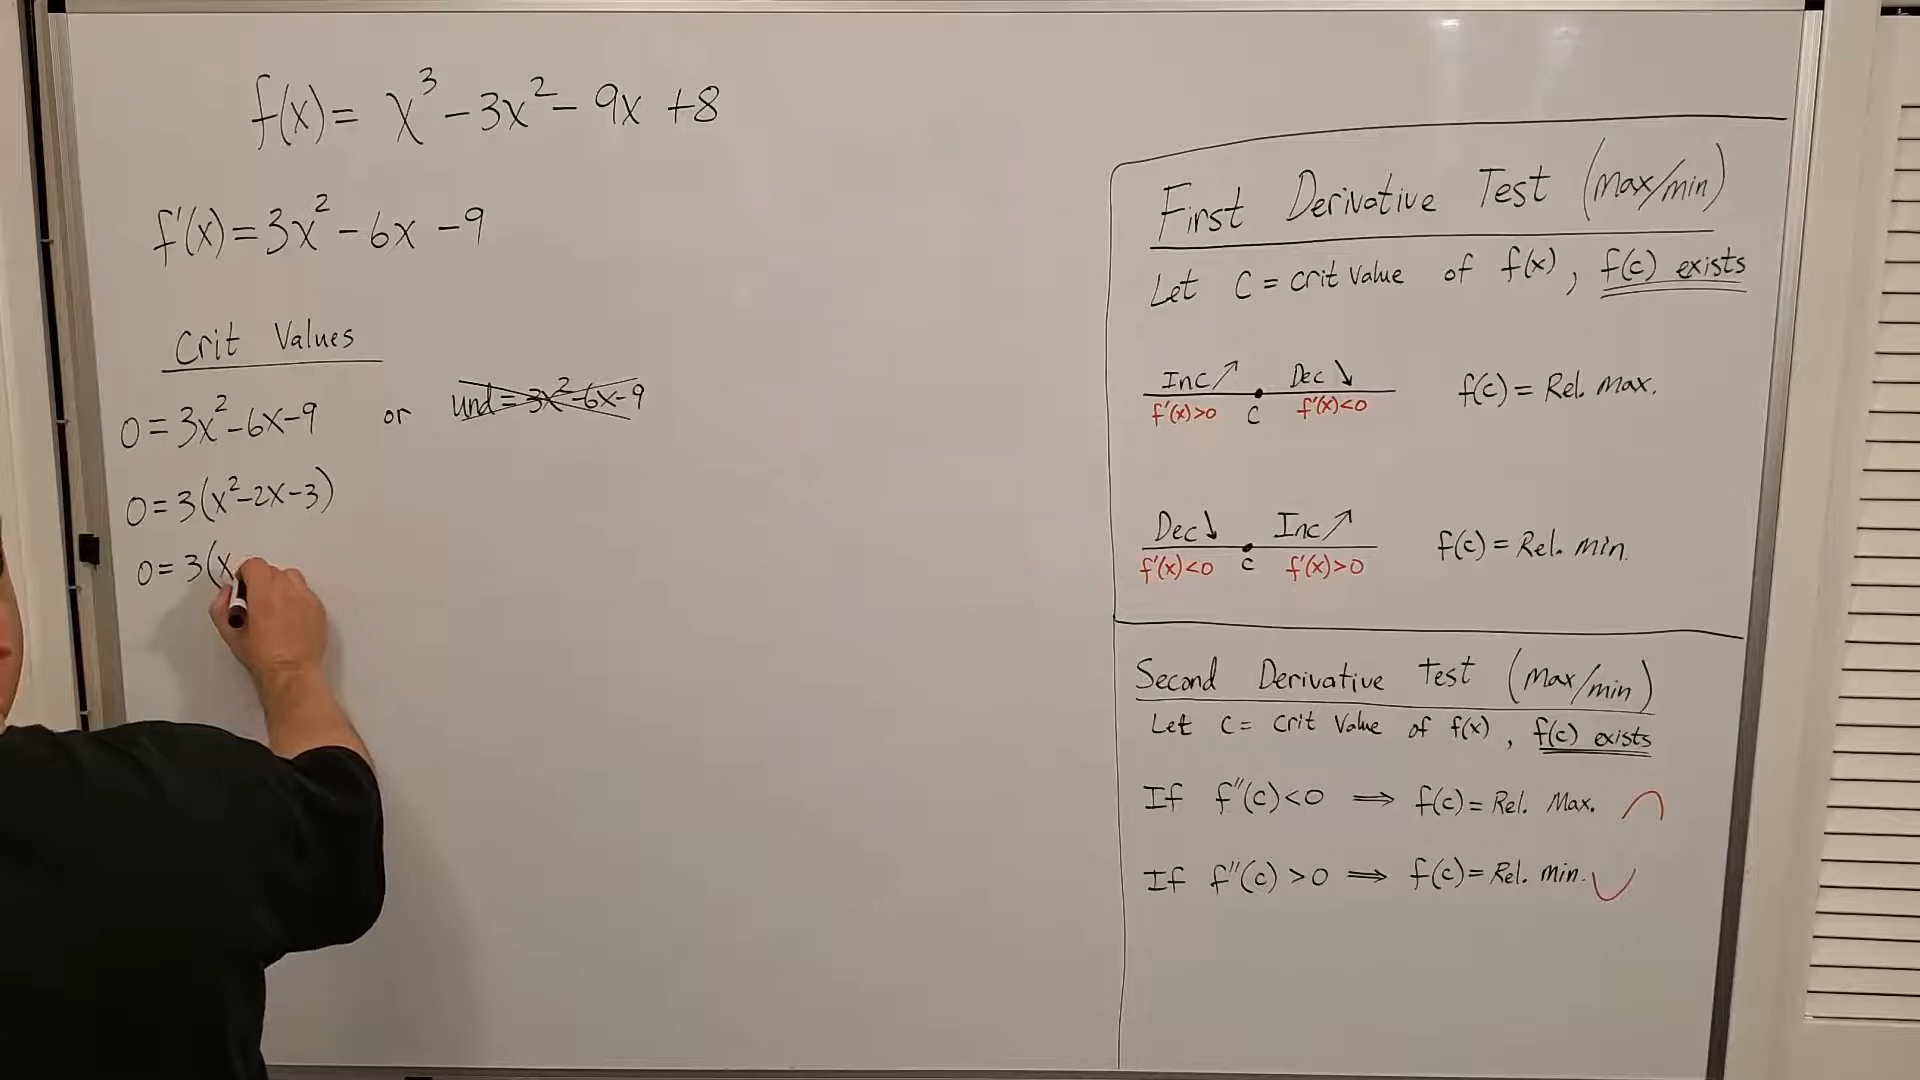 f(x) = x³ - 3x² - 9x + 8
f'(x) = 3x² - 6x - 9
Crit Values
0 = 3x² - 6x - 9 or und = 3x² - 6x - 9
0 = 3(x² - 2x - 3)
0 = 3(x
First Derivative Test (max/min)
Let C = crit value of f(x), f(c) exists
Inc ↗ Dec ↘ f(c) = Rel. Max.
f'(x)>0 C f'(x)<0
Dec ↓ Inc ↗ f(c) = Rel. min.
f'(x)<0 c f'(x)>0
Second Derivative Test (Max/min)
Let C = Crit Value of f(x), f(c) exists
If f''(c) < 0 ⟹ f(c) = Rel. Max.
If f''(c) > 0 ⟹ f(c) = Rel. Min.